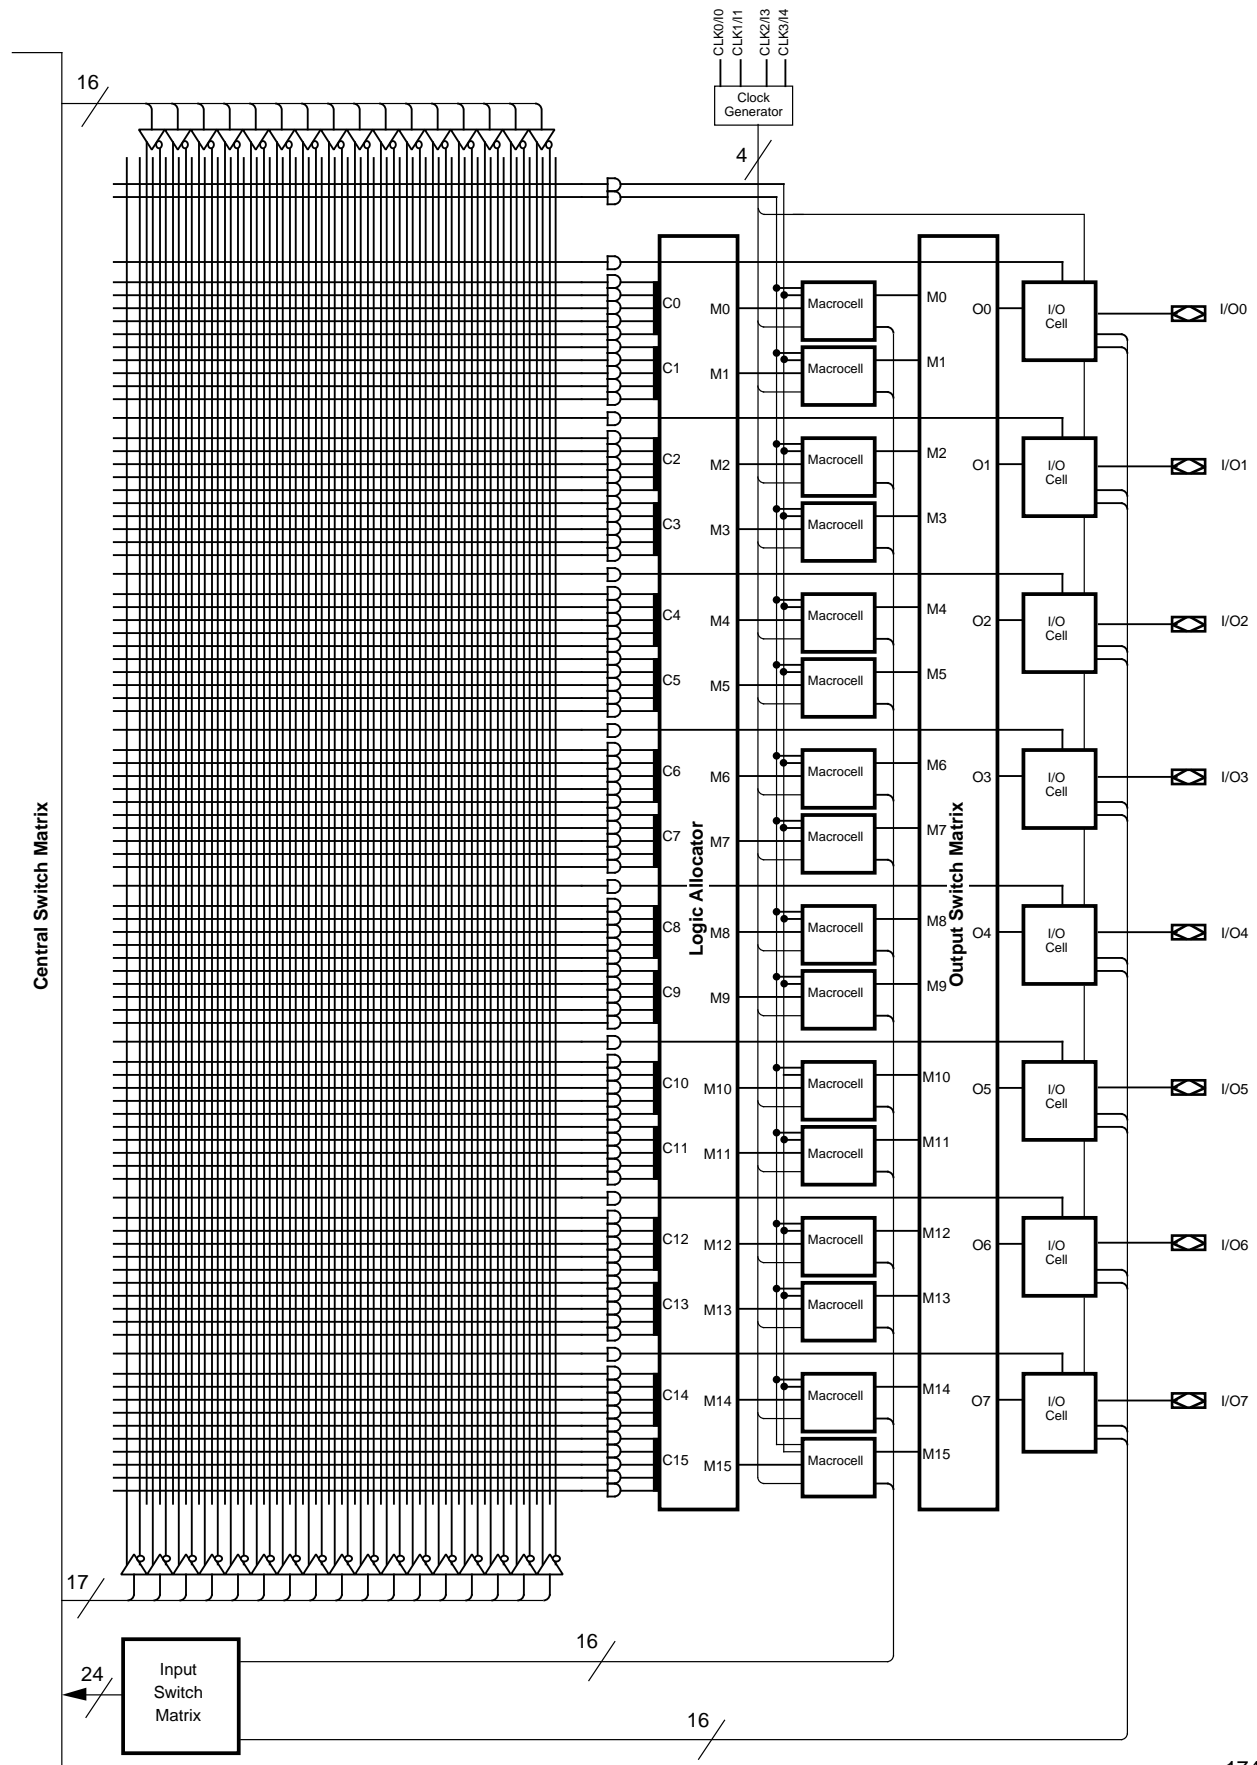 CLK0/I0
CLK1/I1
CLK2/I3
CLK3/I4
16
Clock
Generator
4
C0
M0
Macrocell
M0
O0
I/O
Cell
I/O0
C1
M1
Macrocell
M1
C2
M2
Macrocell
M2
O1
I/O
Cell
I/O1
C3
M3
Macrocell
M3
C4
M4
Macrocell
M4
O2
I/O
Cell
I/O2
C5
M5
Macrocell
M5
C6
M6
Macrocell
M6
O3
I/O
Cell
I/O3
C7
M7
Macrocell
M7
Central Switch Matrix
Logic Allocator
Output Switch Matrix
C8
M8
Macrocell
M8
O4
I/O
Cell
I/O4
C9
M9
Macrocell
M9
C10
M10
Macrocell
M10
O5
I/O
Cell
I/O5
C11
M11
Macrocell
M11
C12
M12
Macrocell
M12
O6
I/O
Cell
I/O6
C13
M13
Macrocell
M13
C14
M14
Macrocell
M14
O7
I/O
Cell
I/O7
C15
M15
Macrocell
M15
17
16
24
Input
Switch
Matrix
16